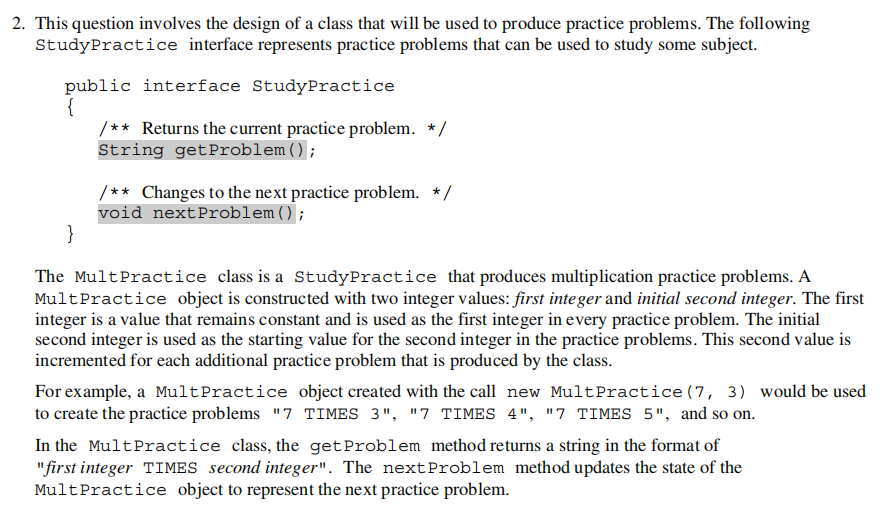 2. This question involves the design of a class that will be used to produce practice problems. The following
StudyPractice interface represents practice problems that can be used to study some subject.
public interface StudyPractice
{
/** Returns the current practice problem. */
String getProblem();
/** Changes to the next practice problem. */
void nextProblem();
}
The MultPractice class is a StudyPractice that produces multiplication practice problems. A
MultPractice object is constructed with two integer values: first integer and initial second integer. The first
integer is a value that remains constant and is used as the first integer in every practice problem. The initial
second integer is used as the starting value for the second integer in the practice problems. This second value is
incremented for each additional practice problem that is produced by the class.
For example, a MultPractice object created with the call new MultPractice(7, 3) would be used
to create the practice problems "7 TIMES 3", "7 TIMES 4", "7 TIMES 5", and so on.
In the MultPractice class, the getProblem method returns a string in the format of
"first integer TIMES second integer". The nextProblem method updates the state of the
MultPractice object to represent the next practice problem.